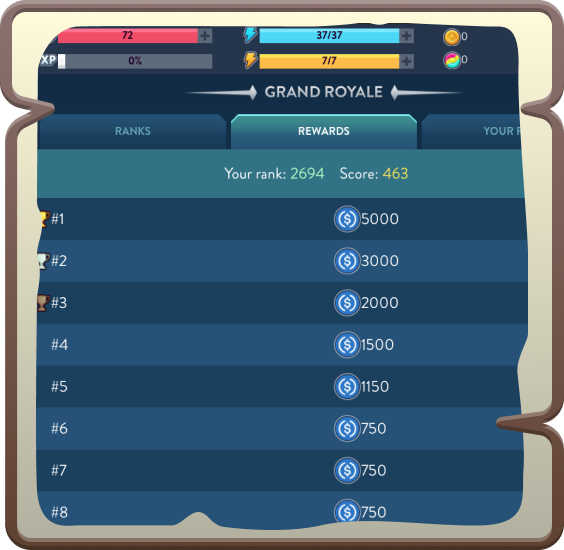 72 37/37 0
XP 0% 7/7 0
GRAND ROYALE
RANKS REWARDS YOUR
Your rank: 2694 Score: 463
#1 5000
#2 3000
#3 2000
#4 1500
#5 1150
#6 750
#7 750
#8 750